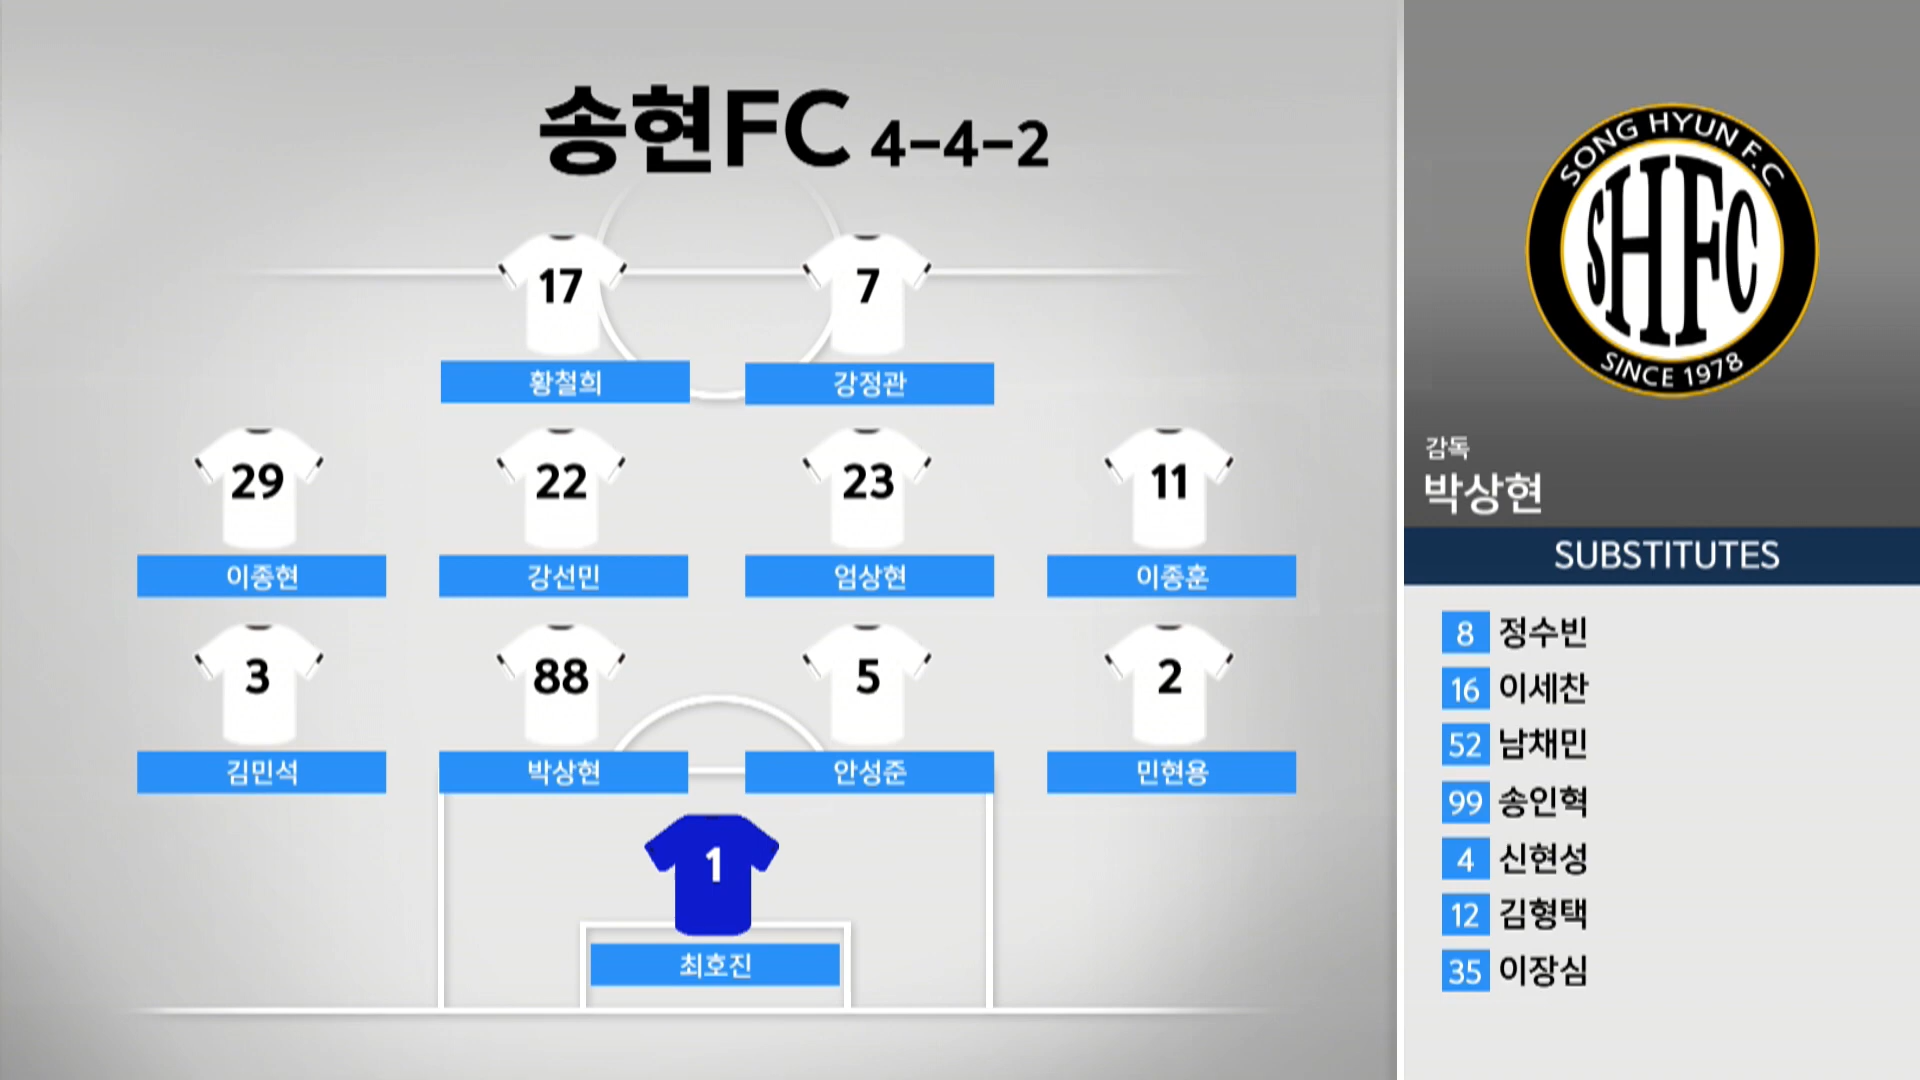 송현FC 4-4-2
17
7
황철희
강정관
29
22
23
11
이종현
강선민
엄상현
이종훈
3
88
5
2
김민석
박상현
안성준
민현용
1
최호진
SONG HYUN F.C
SHFC
SINCE 1978
감독
박상현
SUBSTITUTES
8 정수빈
16 이세찬
52 남채민
99 송인혁
4 신현성
12 김형택
35 이장심